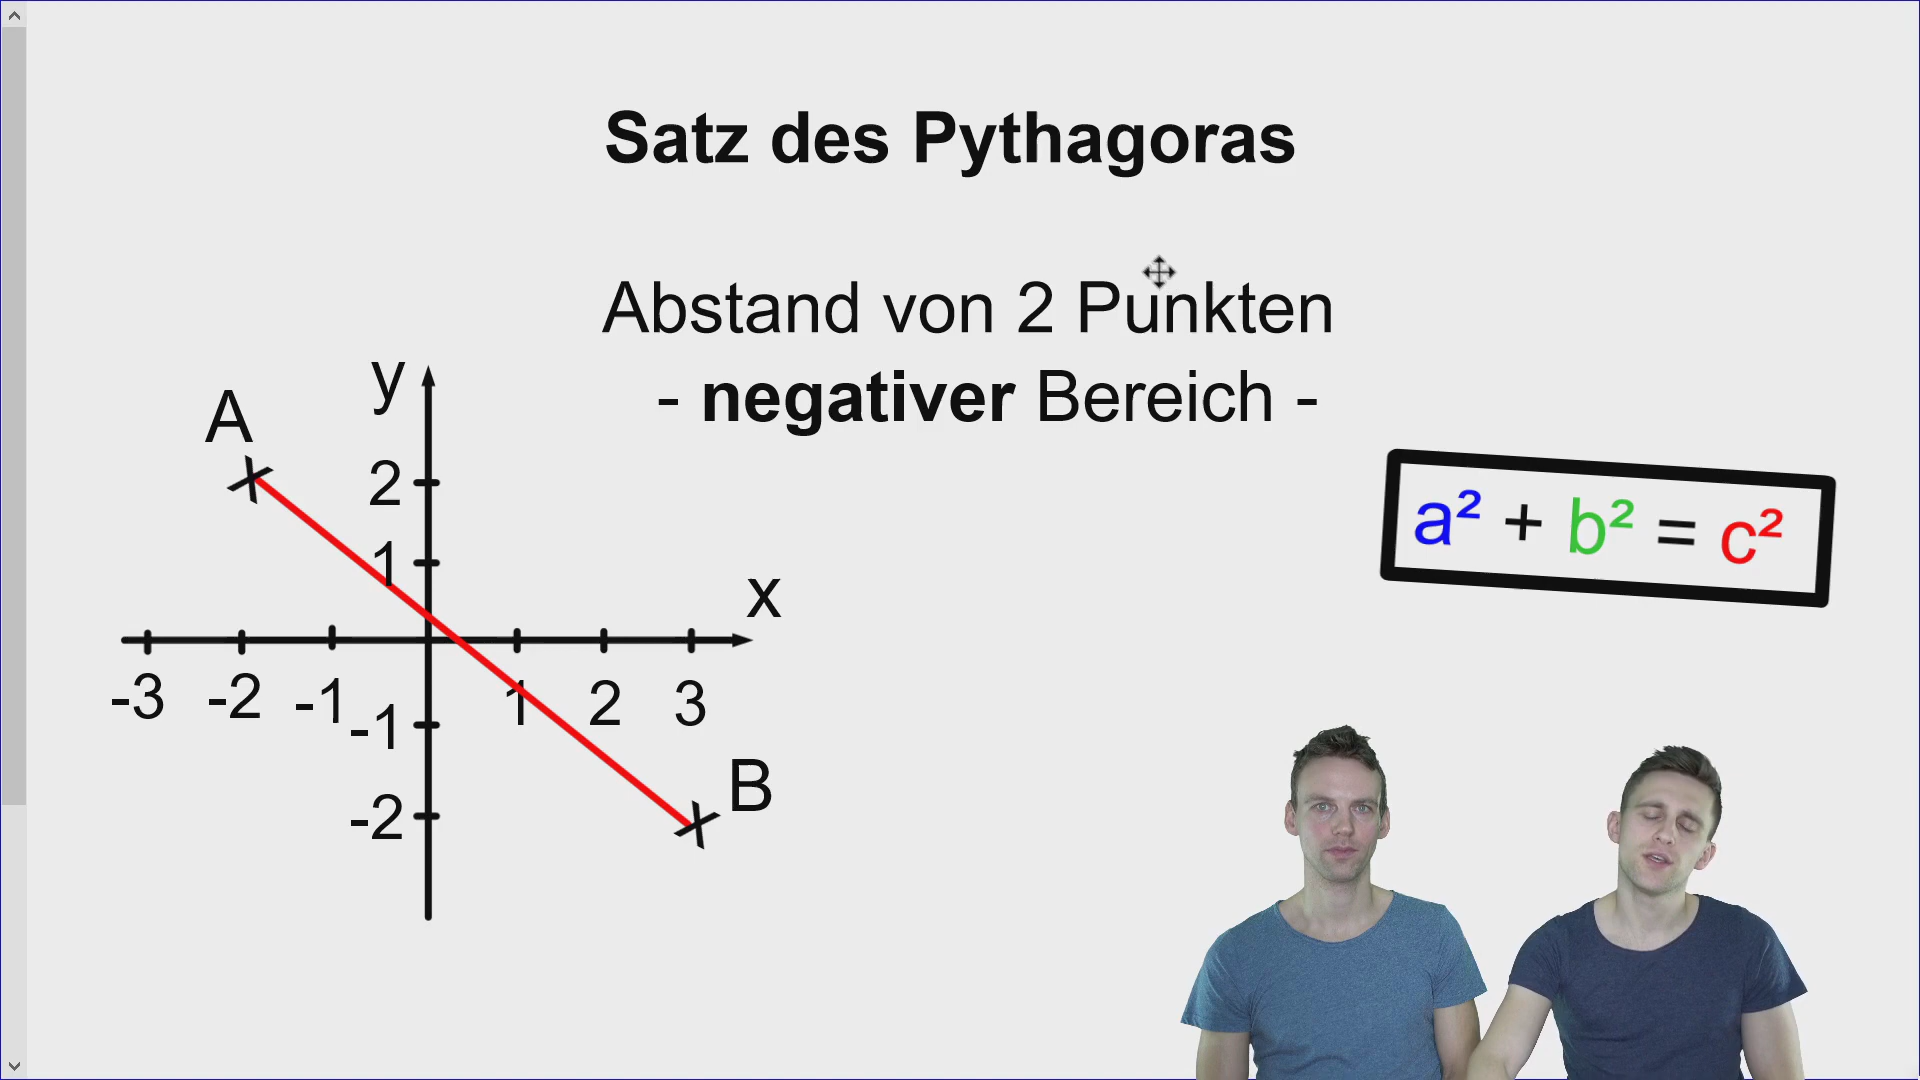 Satz des Pythagoras
Abstand von 2 Punkten
- negativer Bereich -
y
A
2
1
x
a² + b² = c²
-3 -2 -1 1 2 3
-1
B
-2